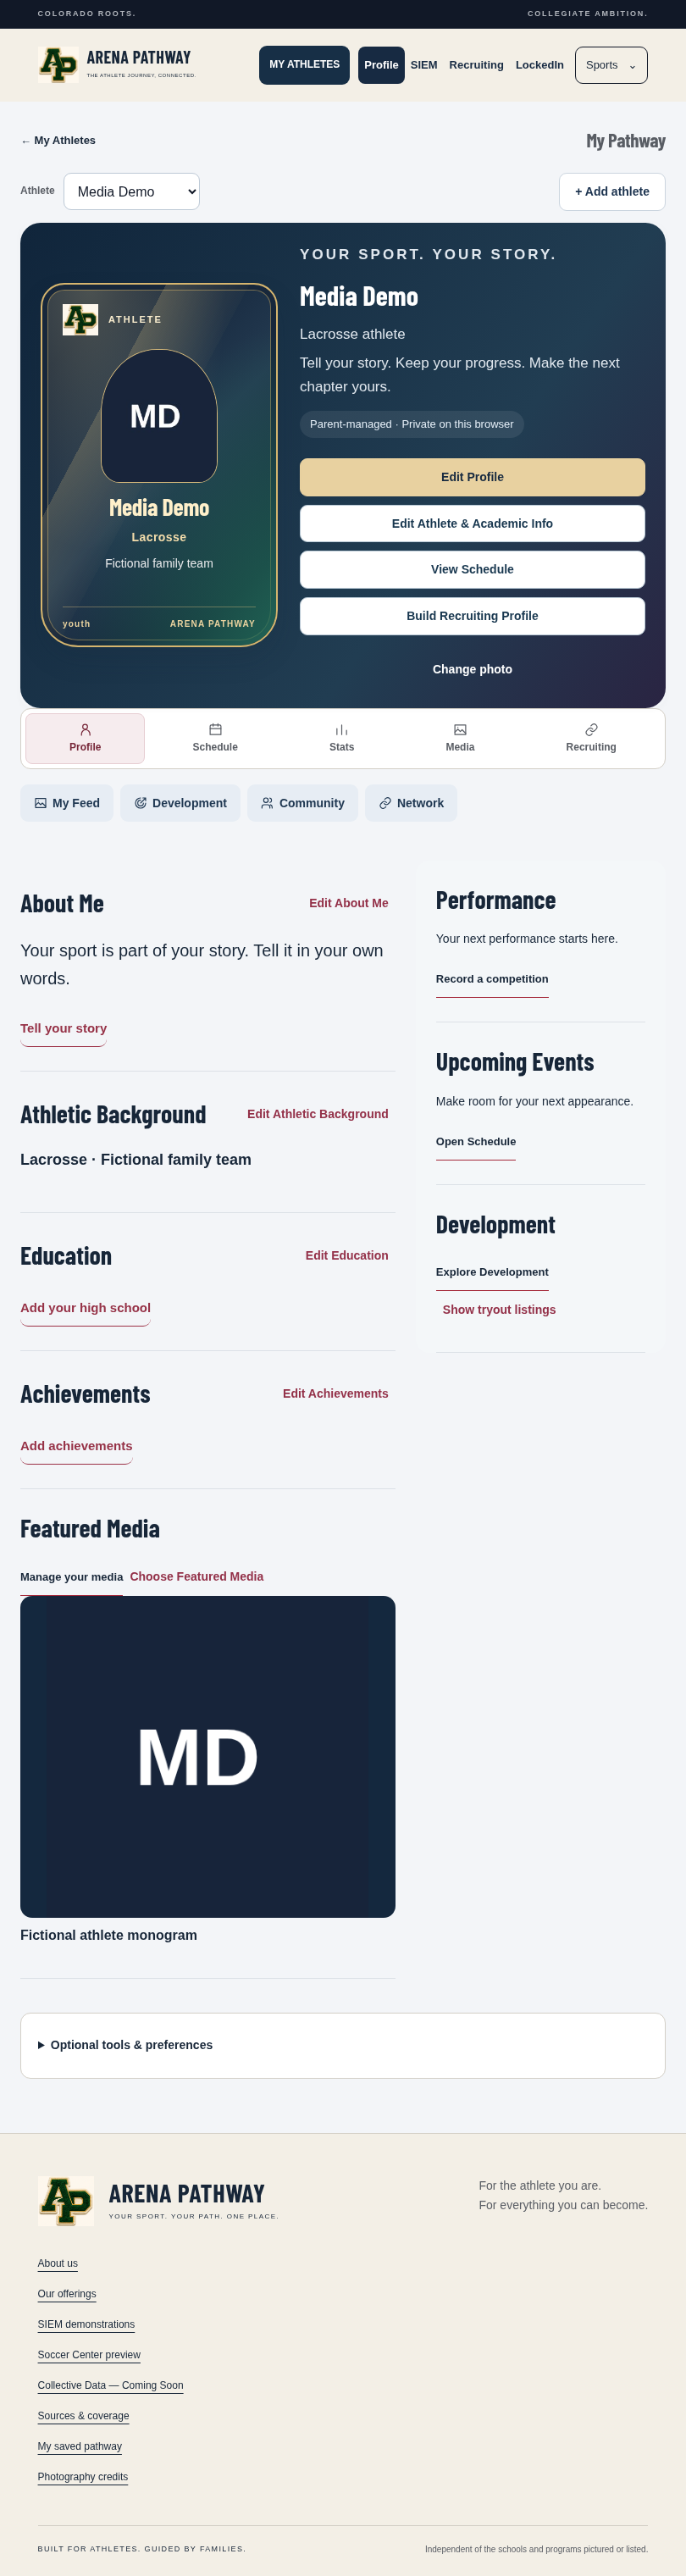 COLORADO ROOTS.
COLLEGIATE AMBITION.
AP
ARENA PATHWAY
THE ATHLETE JOURNEY, CONNECTED.
MY ATHLETES
Profile
SIEM
Recruiting
LockedIn
Sports
← My Athletes
My Pathway
Athlete
Media Demo
+ Add athlete
AP
ATHLETE
MD
Media Demo
Lacrosse
Fictional family team
youth
ARENA PATHWAY
YOUR SPORT. YOUR STORY.
Media Demo
Lacrosse athlete
Tell your story. Keep your progress. Make the next
chapter yours.
Parent-managed · Private on this browser
Edit Profile
Edit Athlete & Academic Info
View Schedule
Build Recruiting Profile
Change photo
Profile
Schedule
Stats
Media
Recruiting
My Feed
Development
Community
Network
About Me
Edit About Me
Your sport is part of your story. Tell it in your own
words.
Tell your story
Athletic Background
Edit Athletic Background
Lacrosse · Fictional family team
Education
Edit Education
Add your high school
Achievements
Edit Achievements
Add achievements
Featured Media
Manage your media
Choose Featured Media
MD
Fictional athlete monogram
Performance
Your next performance starts here.
Record a competition
Upcoming Events
Make room for your next appearance.
Open Schedule
Development
Explore Development
Show tryout listings
Optional tools & preferences
AP
ARENA PATHWAY
YOUR SPORT. YOUR PATH. ONE PLACE.
For the athlete you are.
For everything you can become.
About us
Our offerings
SIEM demonstrations
Soccer Center preview
Collective Data — Coming Soon
Sources & coverage
My saved pathway
Photography credits
BUILT FOR ATHLETES. GUIDED BY FAMILIES.
Independent of the schools and programs pictured or listed.